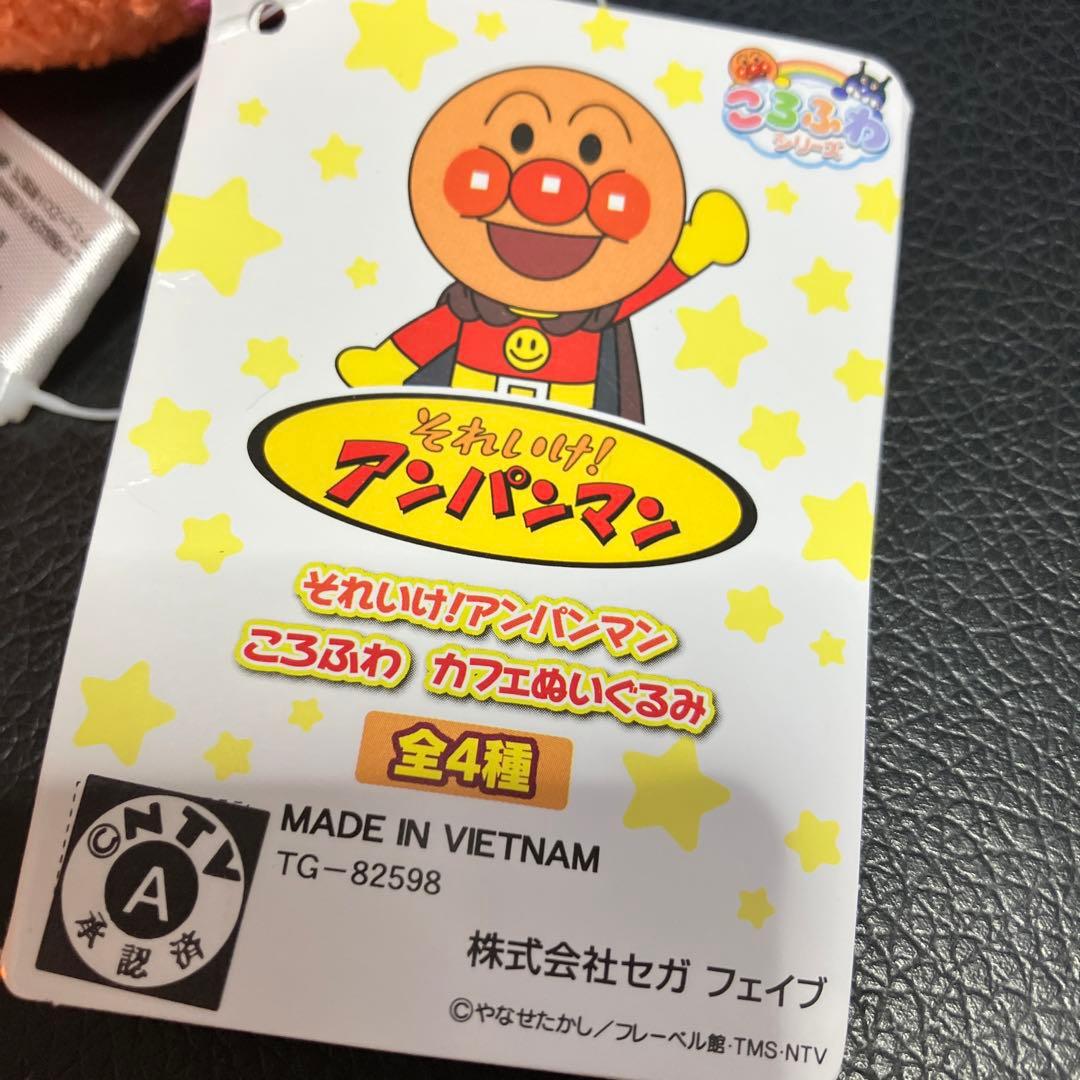 ころふわ
シリーズ
それいけ!
アンパンマン
それいけ!アンパンマン
ころふわ カフェぬいぐるみ
全4種
©NTV
A
承認済
MADE IN VIETNAM
TG-82598
株式会社セガ フェイブ
©やなせたかし/フレーベル館・TMS・NTV